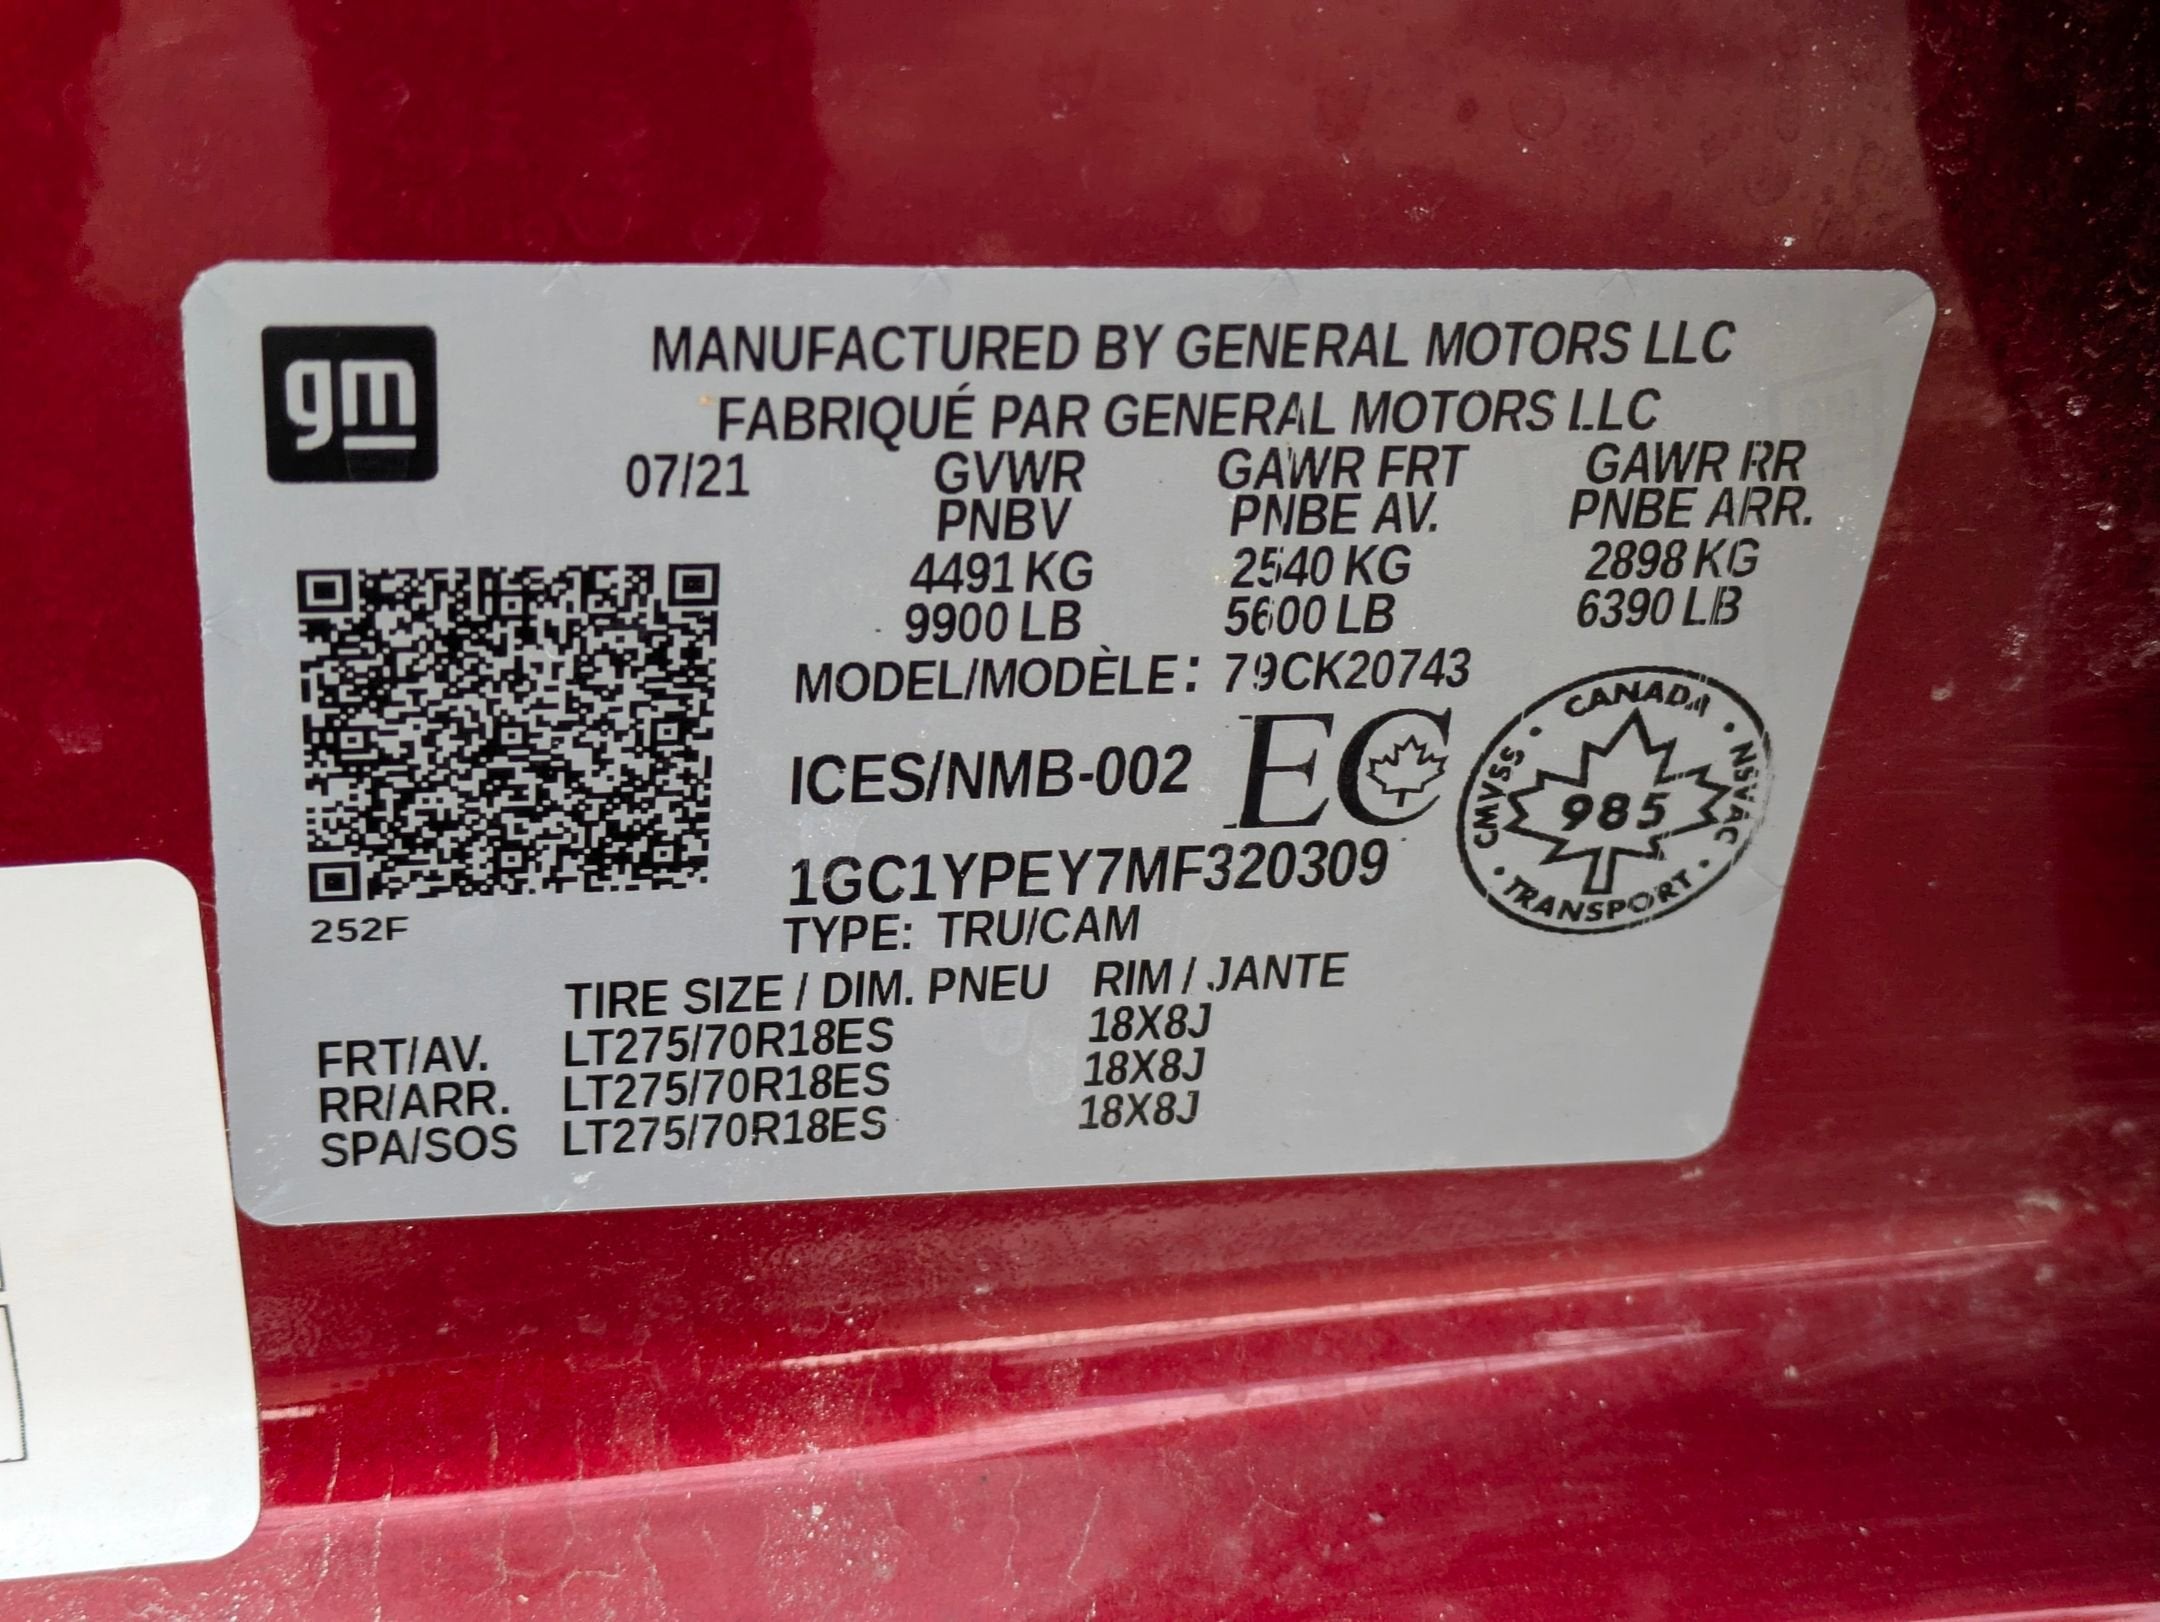 gm
MANUFACTURED BY GENERAL MOTORS LLC
FABRIQUÉ PAR GENERAL MOTORS LLC
07/21 GVWR GAWR FRT GAWR RR
PNBV PNBE AV. PNBE ARR.
4491 KG 2540 KG 2898 KG
9900 LB 5600 LB 6390 LB
MODEL/MODÈLE: 79CK20743
ICES/NMB-002 EC
CANADA
CMVSS
NSVAC
985
TRANSPORT
1GC1YPEY7MF320309
252F
TYPE: TRU/CAM
TIRE SIZE / DIM. PNEU RIM / JANTE
FRT/AV. LT275/70R18ES 18X8J
RR/ARR. LT275/70R18ES 18X8J
SPA/SOS LT275/70R18ES 18X8J